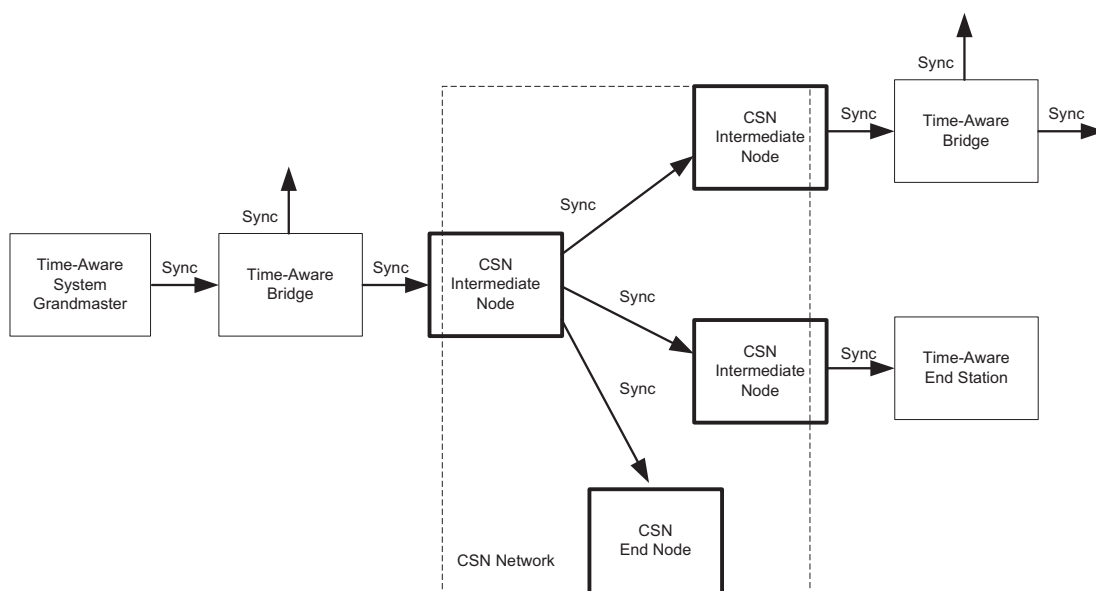 Sync
CSN
Intermediate
Node
Sync
Time-Aware
Bridge
Sync
Sync
Sync
Time-Aware
System
Grandmaster
Sync
Time-Aware
Bridge
Sync
CSN
Intermediate
Node
Sync
CSN
Intermediate
Node
Sync
Time-Aware
End Station
Sync
CSN
End Node
CSN Network